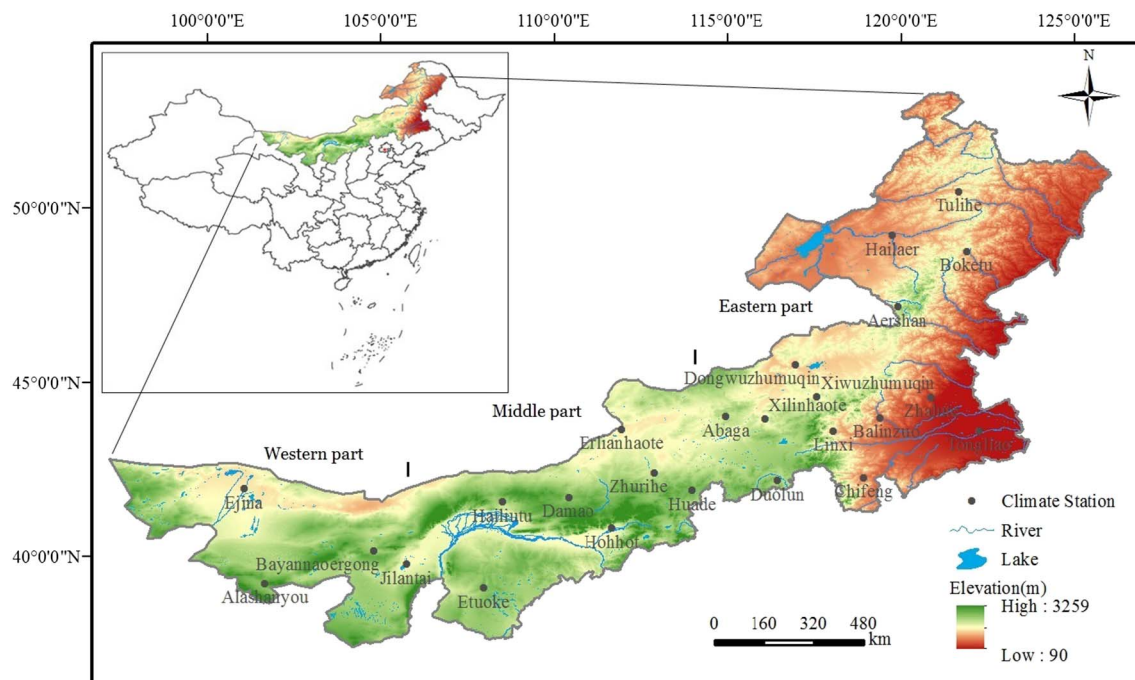 100°0'0"E 105°0'0"E 110°0'0"E 115°0'0"E 120°0'0"E 125°0'0"E
N
50°0'0"N
45°0'0"N
40°0'0"N
Tulihe
Hailaer
Boketu
Eastern part
Aershan
Dongwuzhumuqin
Xiwuzhumuqin
Middle part
Xilinhaote
Abaga
Erlianhaote
Linxi
Balinzuo
Western part
Zhurihe
Duolun
Chifeng
Ejina
Hailiutu
Damao
Huade
Hohhot
Bayannaoergong
Jilantai
Alashanyou
Etuoke
Climate Station
River
Lake
Elevation(m)
High : 3259
Low : 90
0 160 320 480
km